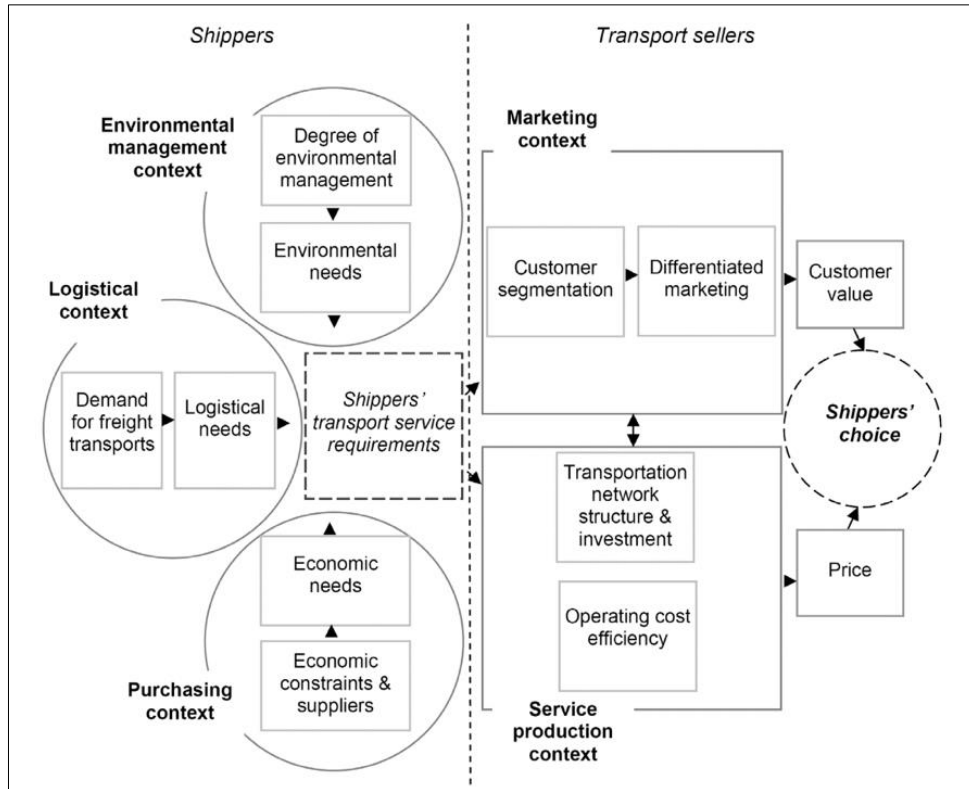 Shippers
Transport sellers
Environmental
management
context
Degree of
environmental
management
Environmental
needs
Logistical
context
Demand
for freight
transports
Logistical
needs
Shippers'
transport service
requirements
Economic
needs
Economic
constraints &
suppliers
Purchasing
context
Marketing
context
Customer
segmentation
Differentiated
marketing
Customer
value
Shippers'
choice
Transportation
network
structure &
investment
Operating cost
efficiency
Price
Service
production
context